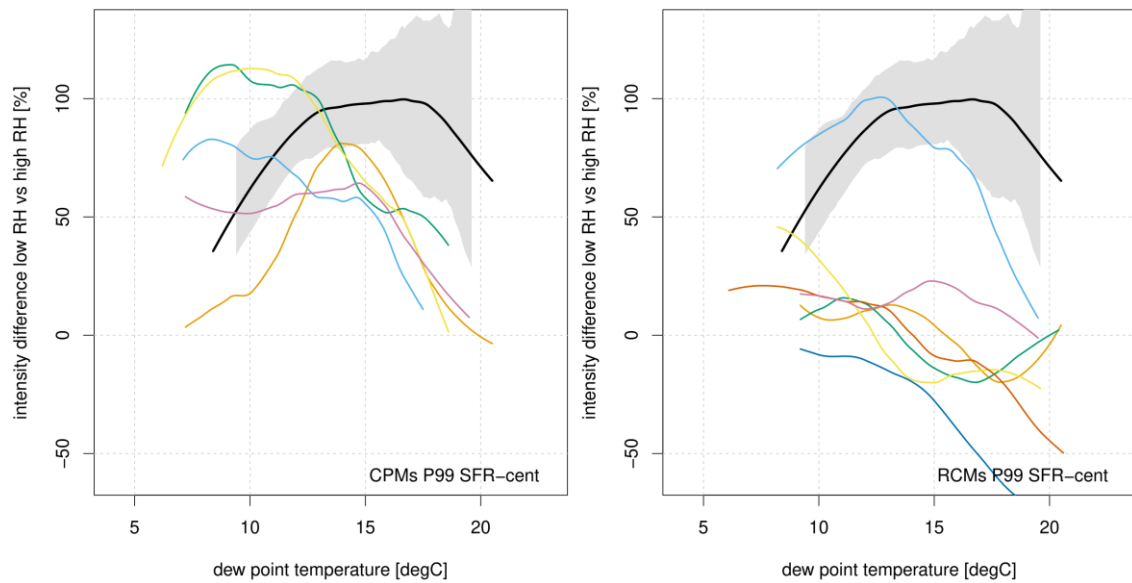 intensity difference low RH vs high RH [%]
100
50
0
−50
CPMs P99 SFR−cent
5
10
15
20
dew point temperature [degC]
intensity difference low RH vs high RH [%]
100
50
0
−50
RCMs P99 SFR−cent
5
10
15
20
dew point temperature [degC]